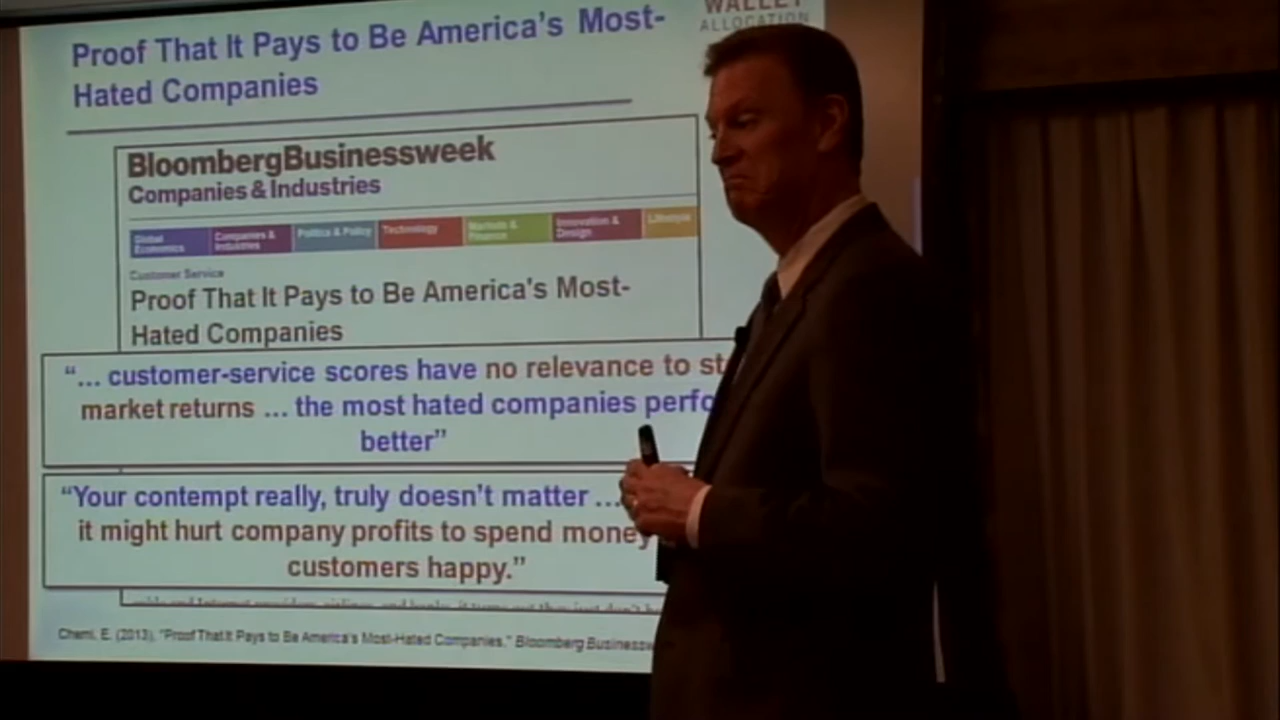 Proof That It Pays to Be America's Most-
Hated Companies
WALLET
ALLOCATION
BloombergBusinessweek
Companies & Industries
Global
Economics
Companies &
Industries
Politics & Policy
Technology
Markets &
Finance
Innovation &
Design
Lifestyle
Customer Service
Proof That It Pays to Be America's Most-
Hated Companies
“... customer-service scores have no relevance to st
market returns ... the most hated companies perfo
better”
“Your contempt really, truly doesn't matter ...
it might hurt company profits to spend money
customers happy.”
Chemi, E. (2013), "Proof That It Pays to Be America's Most-Hated Companies," Bloomberg Business